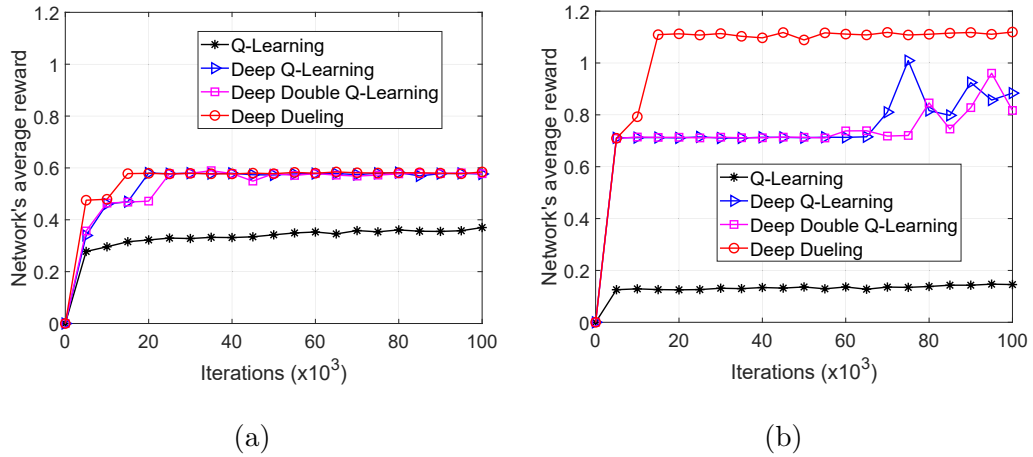 1.2
1
0.8
0.6
0.4
0.2
0
Network's average reward
Q-Learning
Deep Q-Learning
Deep Double Q-Learning
Deep Dueling
0 20 40 60 80 100
Iterations (x10³)
(a)
1.2
1
0.8
0.6
0.4
0.2
0
Network's average reward
Q-Learning
Deep Q-Learning
Deep Double Q-Learning
Deep Dueling
0 20 40 60 80 100
Iterations (x10³)
(b)